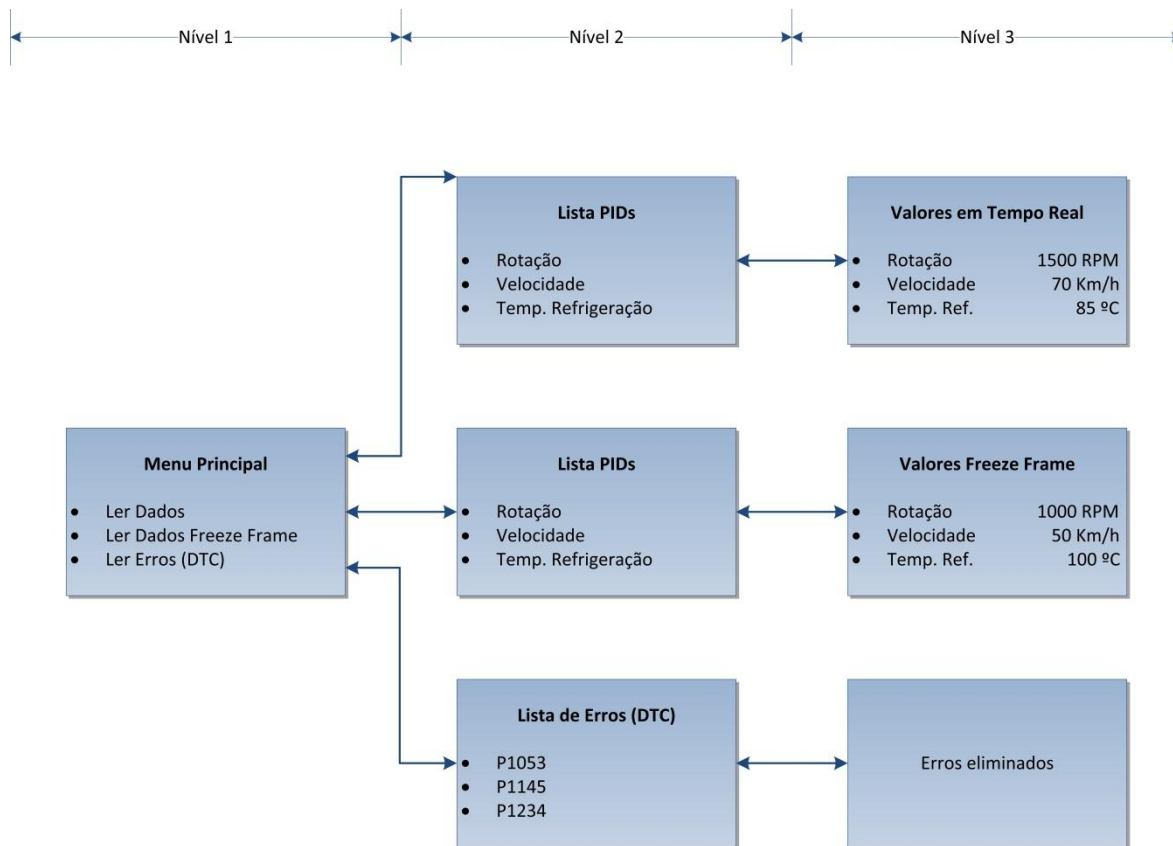 Nível 1
Nível 2
Nível 3
Lista PIDs
• Rotação
• Velocidade
• Temp. Refrigeração
Valores em Tempo Real
• Rotação 1500 RPM
• Velocidade 70 Km/h
• Temp. Ref. 85 ºC
Menu Principal
• Ler Dados
• Ler Dados Freeze Frame
• Ler Erros (DTC)
Lista PIDs
• Rotação
• Velocidade
• Temp. Refrigeração
Valores Freeze Frame
• Rotação 1000 RPM
• Velocidade 50 Km/h
• Temp. Ref. 100 ºC
Lista de Erros (DTC)
• P1053
• P1145
• P1234
Erros eliminados